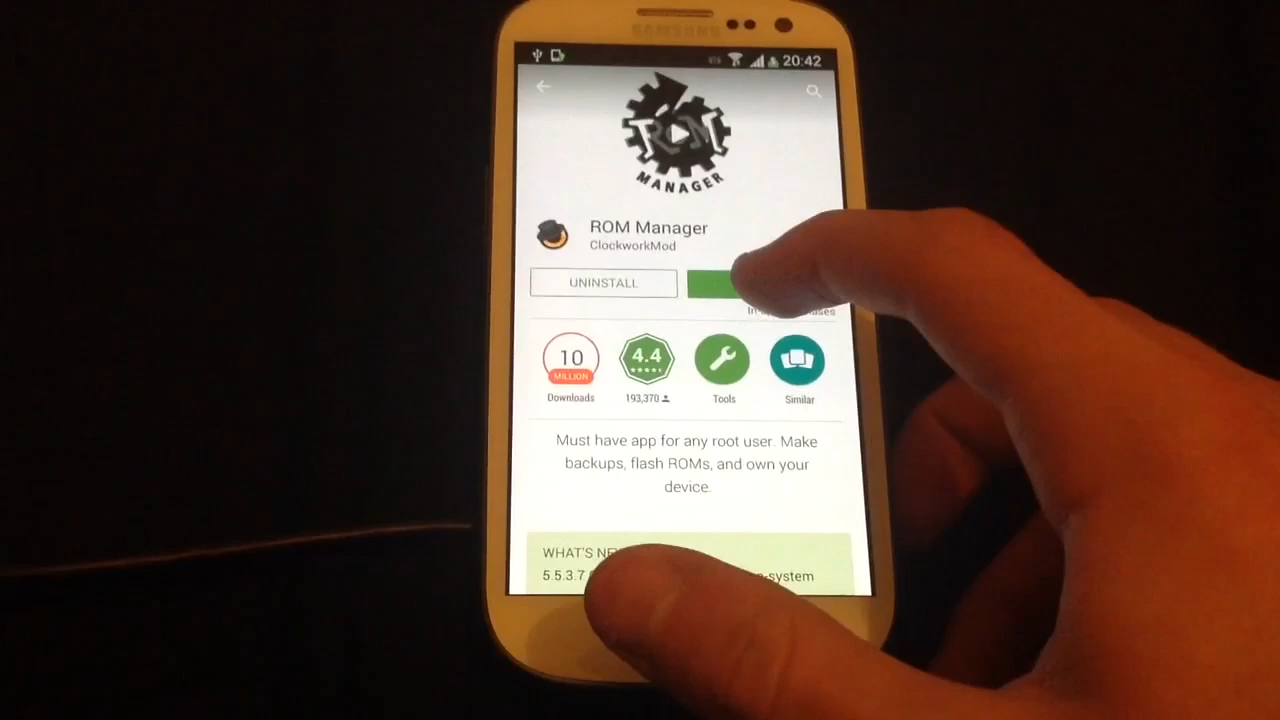 SAMSUNG
20:42
ROM
MANAGER
ROM Manager
ClockworkMod
UNINSTALL
10
MILLION
Downloads
4.4
193,370
Tools
Similar
Must have app for any root user. Make
backups, flash ROMs, and own your
device.
WHAT'S
5.5.3.7